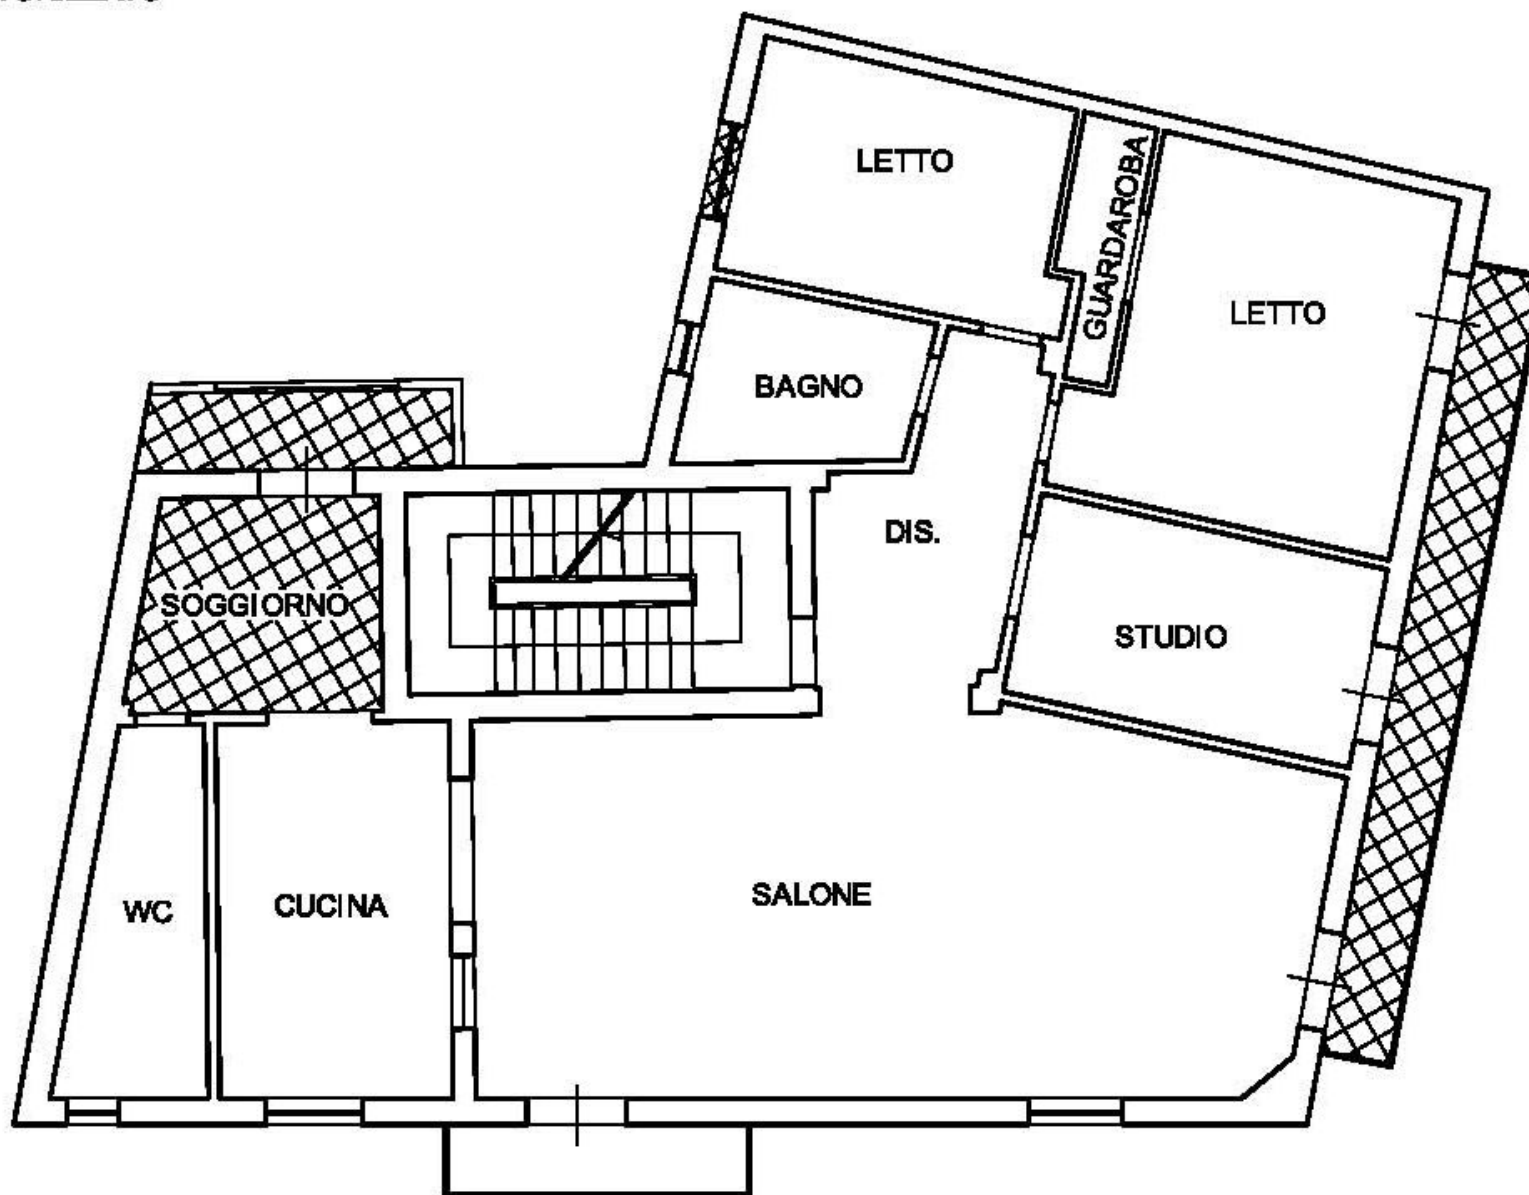 LETTO
GUARDAROBA
LETTO
BAGNO
DIS.
SOGGIORNO
STUDIO
WC
CUCINA
SALONE